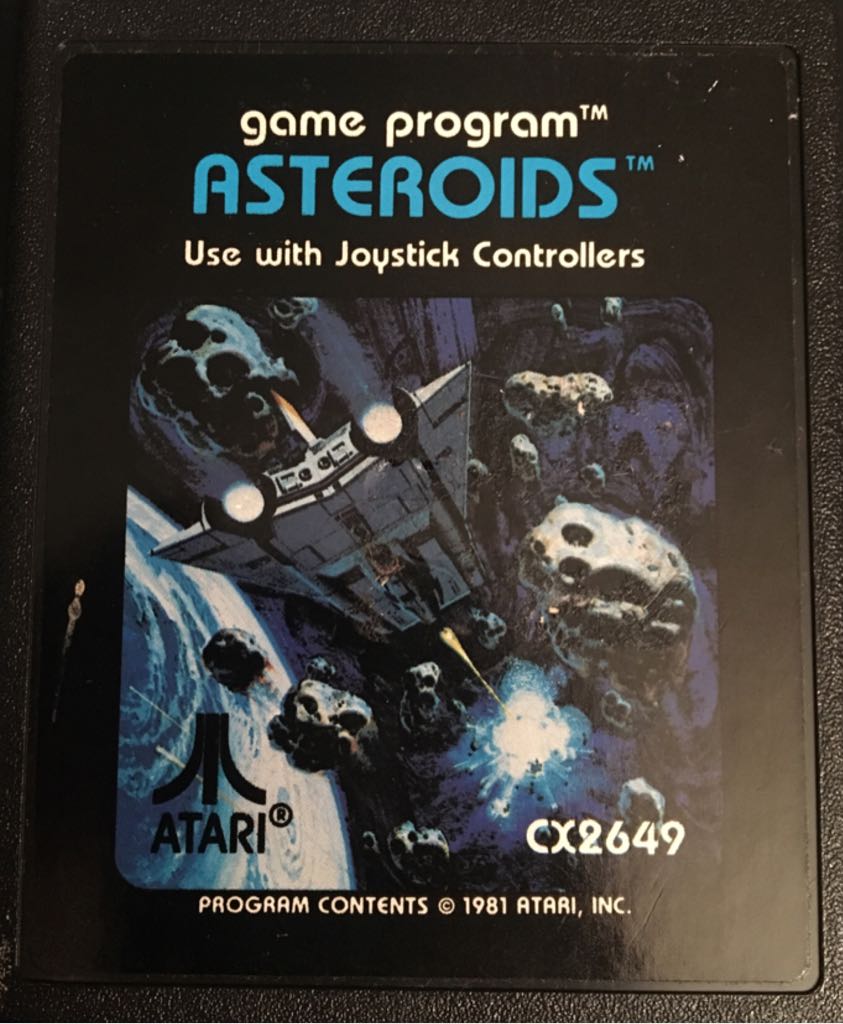 game program™
ASTEROIDS™
Use with Joystick Controllers
ATARI®
CX2649
PROGRAM CONTENTS © 1981 ATARI, INC.